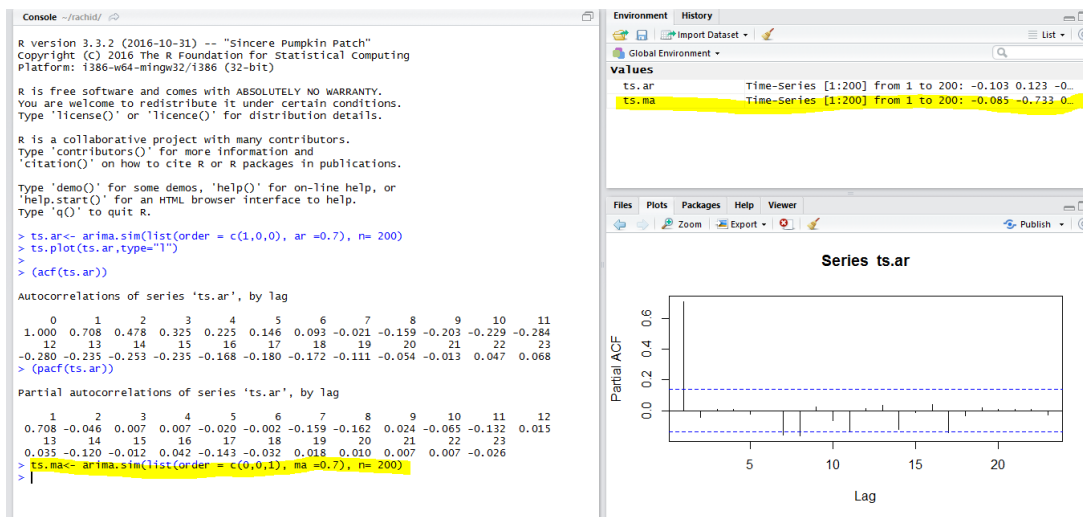 Console ~/rachid/
R version 3.3.2 (2016-10-31) -- "Sincere Pumpkin Patch"
Copyright (C) 2016 The R Foundation for Statistical Computing
Platform: i386-w64-mingw32/i386 (32-bit)
R is free software and comes with ABSOLUTELY NO WARRANTY.
You are welcome to redistribute it under certain conditions.
Type 'license()' or 'licence()' for distribution details.
R is a collaborative project with many contributors.
Type 'contributors()' for more information and
'citation()' on how to cite R or R packages in publications.
Type 'demo()' for some demos, 'help()' for on-line help, or
'help.start()' for an HTML browser interface to help.
Type 'q()' to quit R.
> ts.ar<- arima.sim(list(order = c(1,0,0), ar =0.7), n= 200)
> ts.plot(ts.ar,type="l")
>
> (acf(ts.ar))
Autocorrelations of series ‘ts.ar’, by lag
0 1 2 3 4 5 6 7 8 9 10 11
1.000 0.708 0.478 0.325 0.225 0.146 0.093 -0.021 -0.159 -0.203 -0.229 -0.284
12 13 14 15 16 17 18 19 20 21 22 23
-0.280 -0.235 -0.253 -0.235 -0.168 -0.180 -0.172 -0.111 -0.054 -0.013 0.047 0.068
> (pacf(ts.ar))
Partial autocorrelations of series ‘ts.ar’, by lag
1 2 3 4 5 6 7 8 9 10 11 12
0.708 -0.046 0.007 0.007 -0.020 -0.002 -0.159 -0.162 0.024 -0.065 -0.132 0.015
13 14 15 16 17 18 19 20 21 22 23
0.035 -0.120 -0.012 0.042 -0.143 -0.032 0.018 0.010 0.007 0.007 -0.026
> ts.ma<- arima.sim(list(order = c(0,0,1), ma =0.7), n= 200)
>
Environment History
Import Dataset List
Global Environment
Values
ts.ar Time-Series [1:200] from 1 to 200: -0.103 0.123 -0…
ts.ma Time-Series [1:200] from 1 to 200: -0.085 -0.733 0…
Files Plots Packages Help Viewer
Zoom Export Publish
Series ts.ar
Partial ACF
0.6
0.4
0.2
0.0
5 10 15 20
Lag